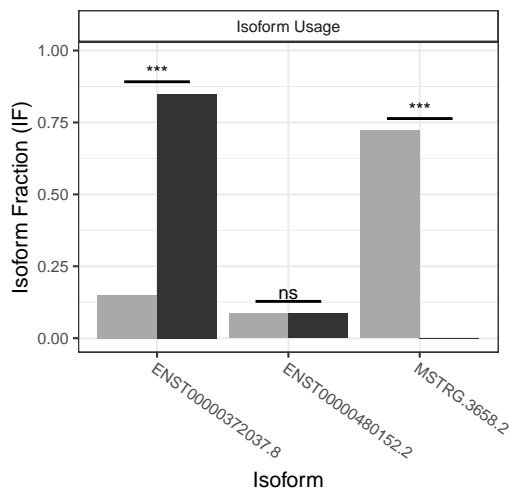 Isoform Usage
1.00
***
***
0.75
Isoform Fraction (IF)
0.50
0.25
ns
0.00
ENST00000372037.8
ENST00000480152.2
MSTRG.3658.2
Isoform